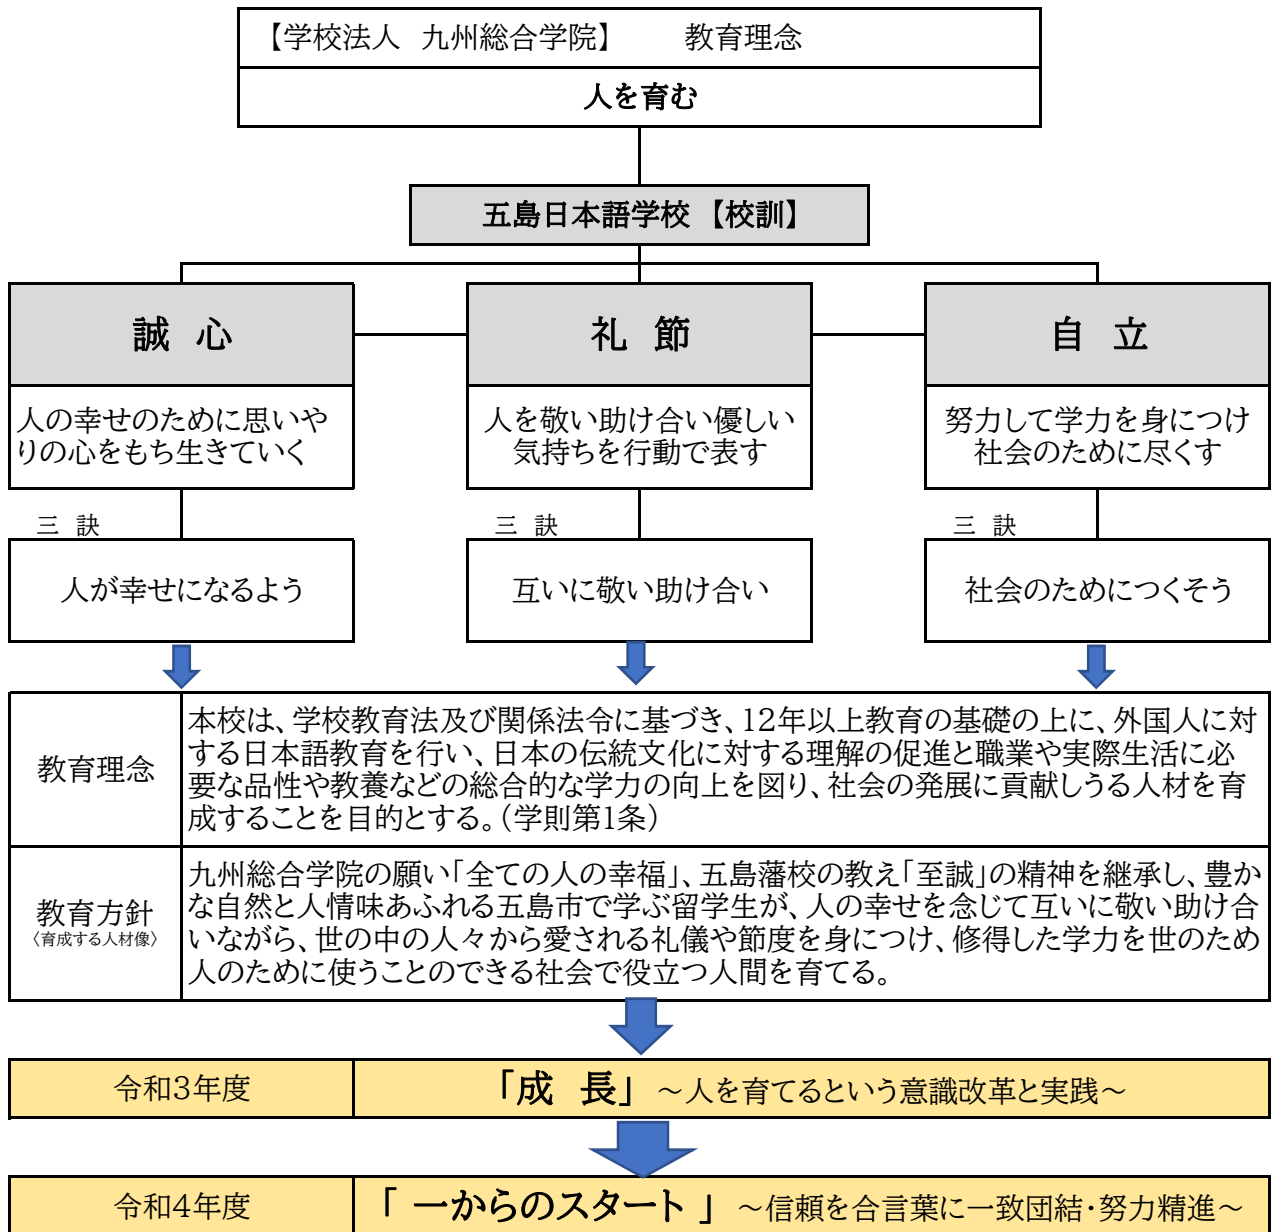 【学校法人 九州総合学院】 教育理念
人を育む
五島日本語学校 【校訓】
誠 心
礼 節
自 立
人の幸せのために思いや
りの心をもち生きていく
人を敬い助け合い優しい
気持ちを行動で表す
努力して学力を身につけ
社会のために尽くす
三 訣
三 訣
三 訣
人が幸せになるよう
互いに敬い助け合い
社会のためにつくそう
教育理念
本校は、学校教育法及び関係法令に基づき、12年以上教育の基礎の上に、外国人に対
する日本語教育を行い、日本の伝統文化に対する理解の促進と職業や実際生活に必
要な品性や教養などの総合的な学力の向上を図り、社会の発展に貢献しうる人材を育
成することを目的とする。（学則第1条）
教育方針
〈育成する人材像〉
九州総合学院の願い「全ての人の幸福」、五島藩校の教え「至誠」の精神を継承し、豊か
な自然と人情味あふれる五島市で学ぶ留学生が、人の幸せを念じて互いに敬い助け合
いながら、世の中の人々から愛される礼儀や節度を身につけ、修得した学力を世のため
人のために使うことのできる社会で役立つ人間を育てる。
令和3年度
「成 長」 ～人を育てるという意識改革と実践～
令和4年度
「 一からのスタート 」 ～信頼を合言葉に一致団結・努力精進～